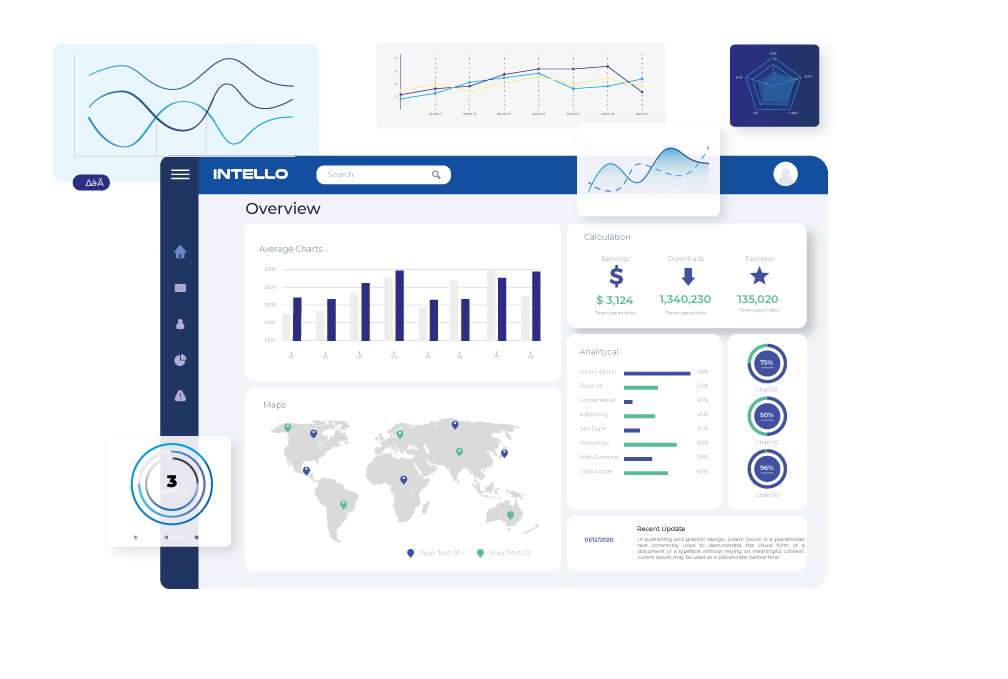 ΔäÄ
INTELLO
Search
Overview
Average Charts
3000
2500
2000
1500
1000
01
02
03
04
05
06
07
08
Calculation
Earnings
Downloads
Favorites
$
$ 3,124
1,340,230
135,020
*lorem ipsum dolor
*lorem ipsum dolor
*lorem ipsum dolor
Analitycal
Lorem ipsum 98%
Dolor sit 50%
Consectetuer 20%
Adipiscing 45%
Sed Diam 30%
Nonummy 80%
Nibh Euismod 39%
Ullamcorper 65%
75%
Chart 01
50%
Chart 02
96%
Chart 03
Maps
Your Text 01
Your Text 02
3
Recent Update
01/12/2020
In publishing and graphic design, Lorem ipsum is a placeholder
text commonly used to demonstrate the visual form of a
document or a typeface without relying on meaningful content.
Lorem ipsum may be used as a placeholder before final.